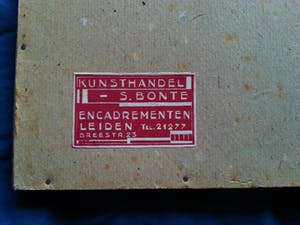 KUNSTHANDEL
- S. BONTE
ENCADREMENTEN
LEIDEN TEL. 21277
BREESTR. 23